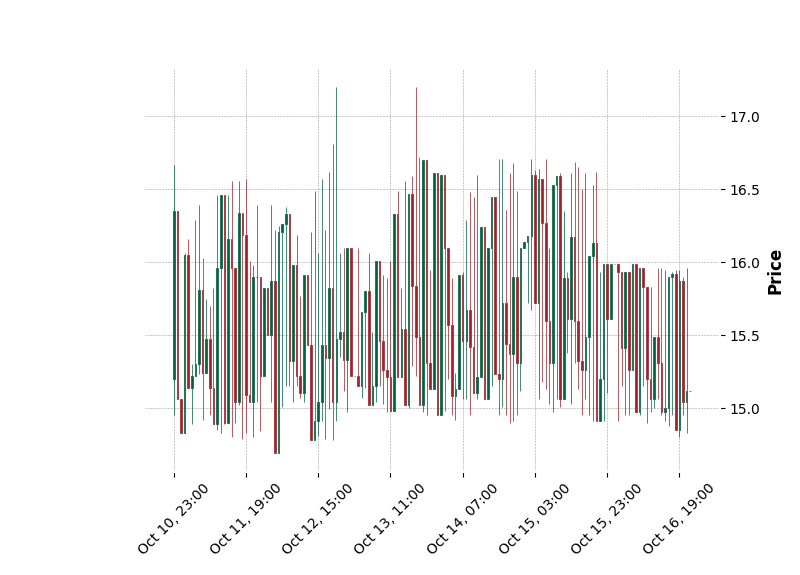 17.0
16.5
16.0
15.5
15.0
Price
Oct 10, 23:00
Oct 11, 19:00
Oct 12, 15:00
Oct 13, 11:00
Oct 14, 07:00
Oct 15, 03:00
Oct 15, 23:00
Oct 16, 19:00